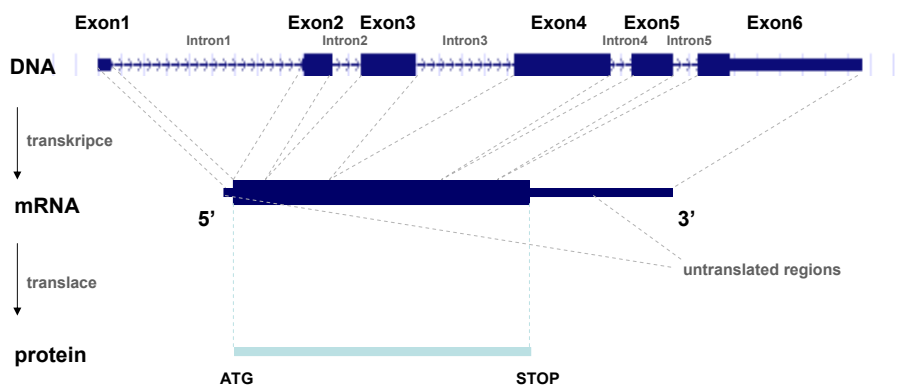 Exon1 Exon2 Exon3 Exon4 Exon5 Exon6
Intron1 Intron2 Intron3 Intron4 Intron5
DNA
transkripce
mRNA
5’ 3’
untranslated regions
translace
protein
ATG STOP